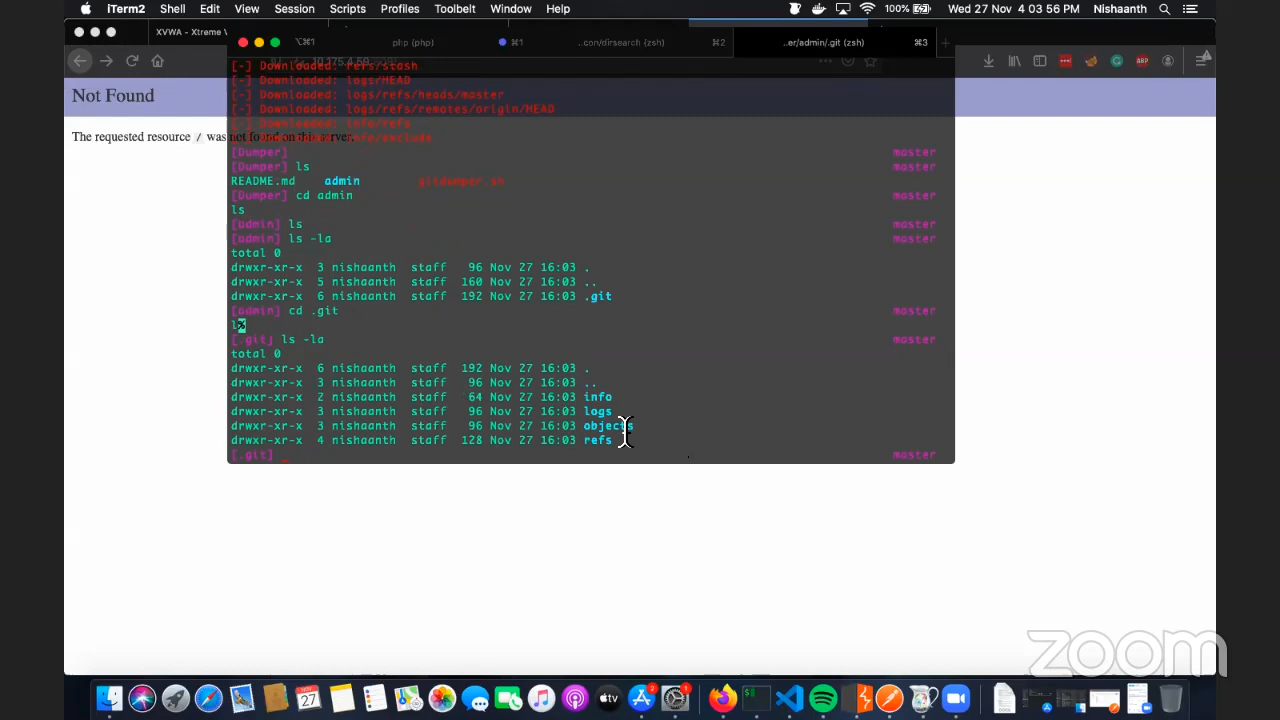 iTerm2 Shell Edit View Session Scripts Profiles Toolbelt Window Help 100% Wed 27 Nov 4:03:56 PM Nishaanth
XVWA - Xtreme V
⌥⌘1 php (php) ⌘1 ..con/dirsearch (zsh) ⌘2 ..er/admin/.git (zsh) ⌘3
[-] Downloaded: refs/stash
[-] Downloaded: logs/HEAD
Not Found
[-] Downloaded: logs/refs/heads/master
[-] Downloaded: logs/refs/remotes/origin/HEAD
[-] Downloaded: info/refs
The requested resource / was not found on this server.
[-] Downloaded: info/exclude
[Dumper] master
[Dumper] ls master
README.md admin gitdumper.sh
[Dumper] cd admin master
ls
[admin] ls master
[admin] ls -la master
total 0
drwxr-xr-x 3 nishaanth staff 96 Nov 27 16:03 .
drwxr-xr-x 5 nishaanth staff 160 Nov 27 16:03 ..
drwxr-xr-x 6 nishaanth staff 192 Nov 27 16:03 .git
[admin] cd .git master
[.git] ls -la master
total 0
drwxr-xr-x 6 nishaanth staff 192 Nov 27 16:03 .
drwxr-xr-x 3 nishaanth staff 96 Nov 27 16:03 ..
drwxr-xr-x 2 nishaanth staff 64 Nov 27 16:03 info
drwxr-xr-x 3 nishaanth staff 96 Nov 27 16:03 logs
drwxr-xr-x 3 nishaanth staff 96 Nov 27 16:03 objects
drwxr-xr-x 4 nishaanth staff 128 Nov 27 16:03 refs
[.git] master
zoom
NOV
27
tv
2
1